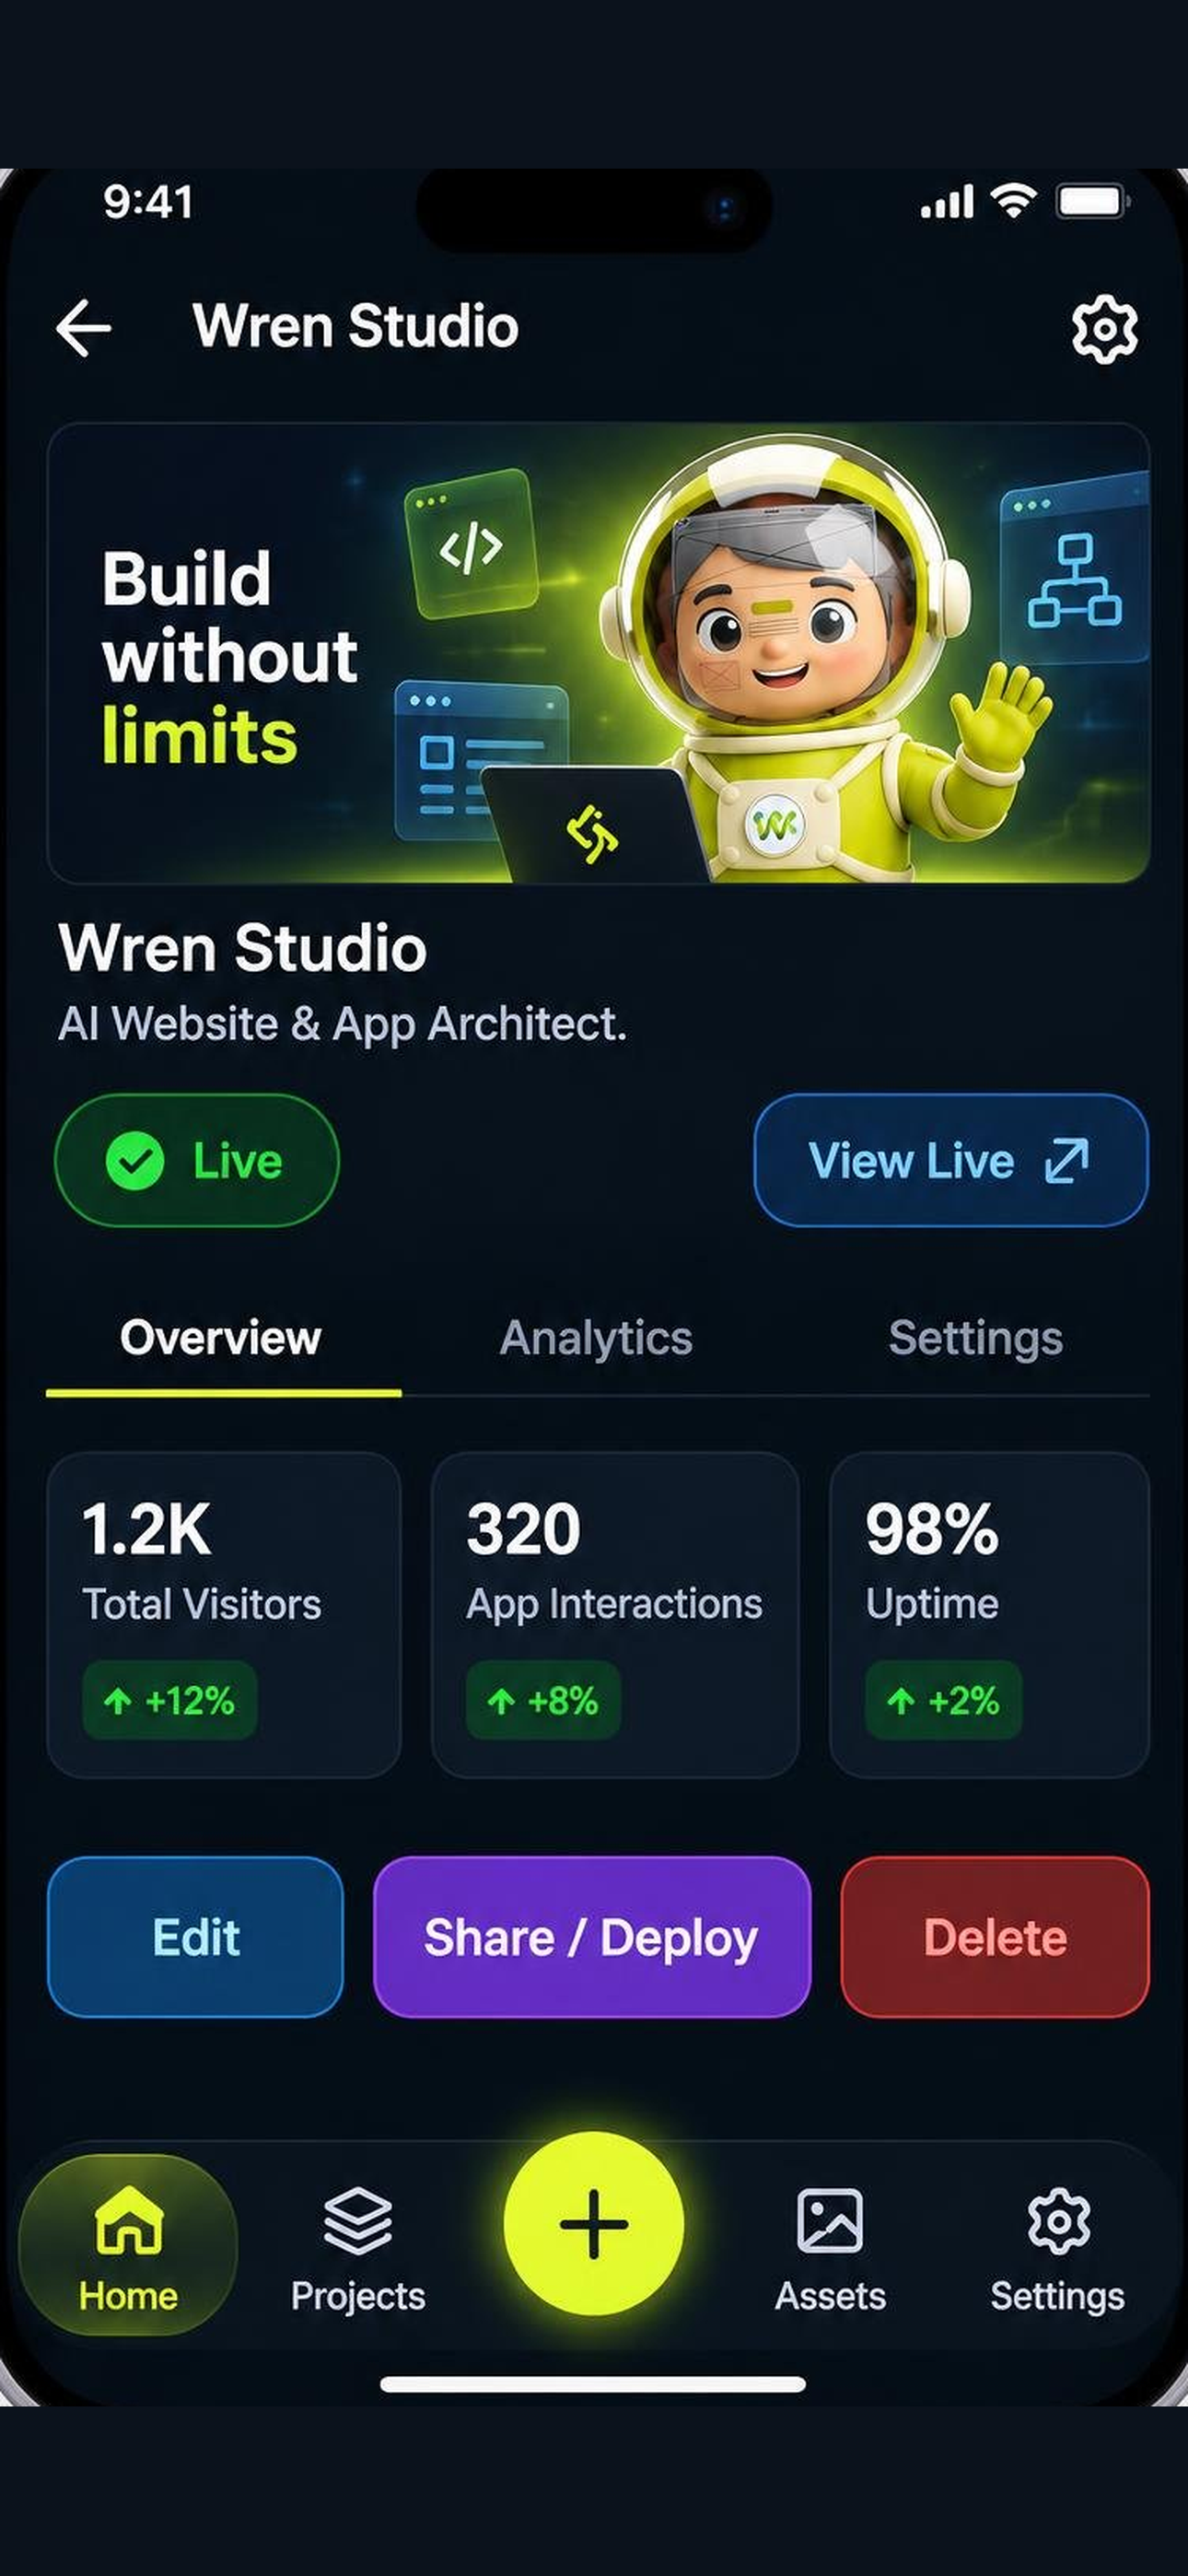 9:41
Wren Studio
Build
without
limits
</>
W
Wren Studio
AI Website & App Architect.
Live
View Live
Overview
Analytics
Settings
1.2K
Total Visitors
+12%
320
App Interactions
+8%
98%
Uptime
+2%
Edit
Share / Deploy
Delete
Home
Projects
Assets
Settings